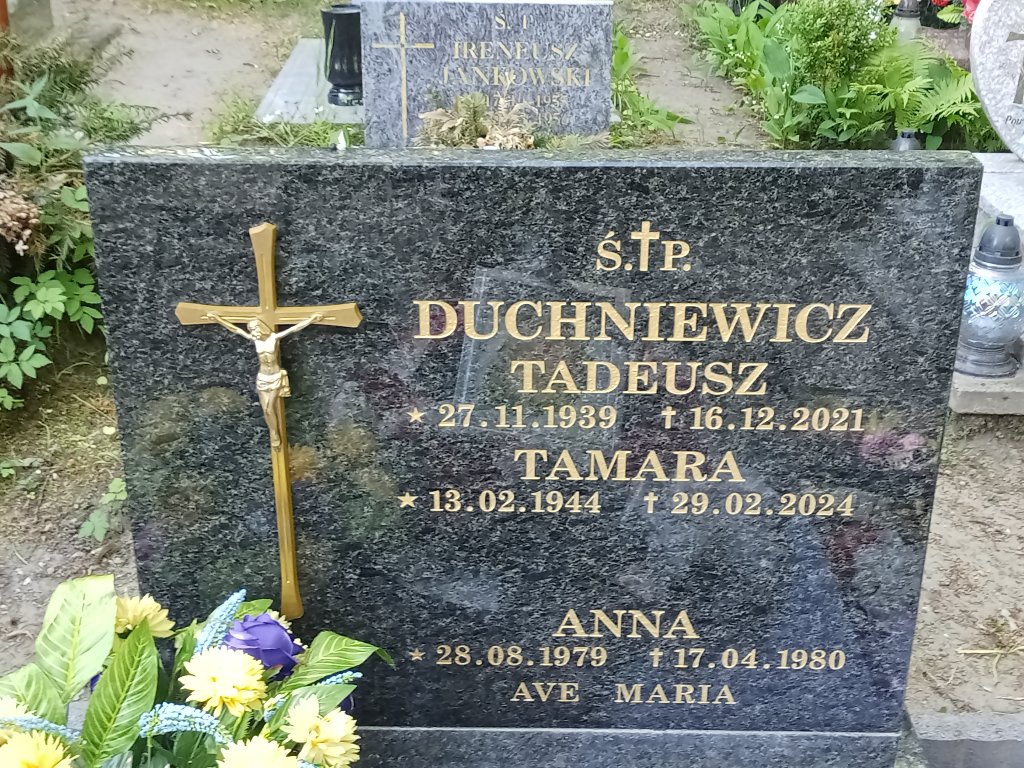 Ś. P
IRENEUSZ
JANKOWSKI
Ś.†P.
DUCHNIEWICZ
TADEUSZ
★ 27.11.1939 † 16.12.2021
TAMARA
★ 13.02.1944 † 29.02.2024
ANNA
★ 28.08.1979 † 17.04.1980
AVE MARIA